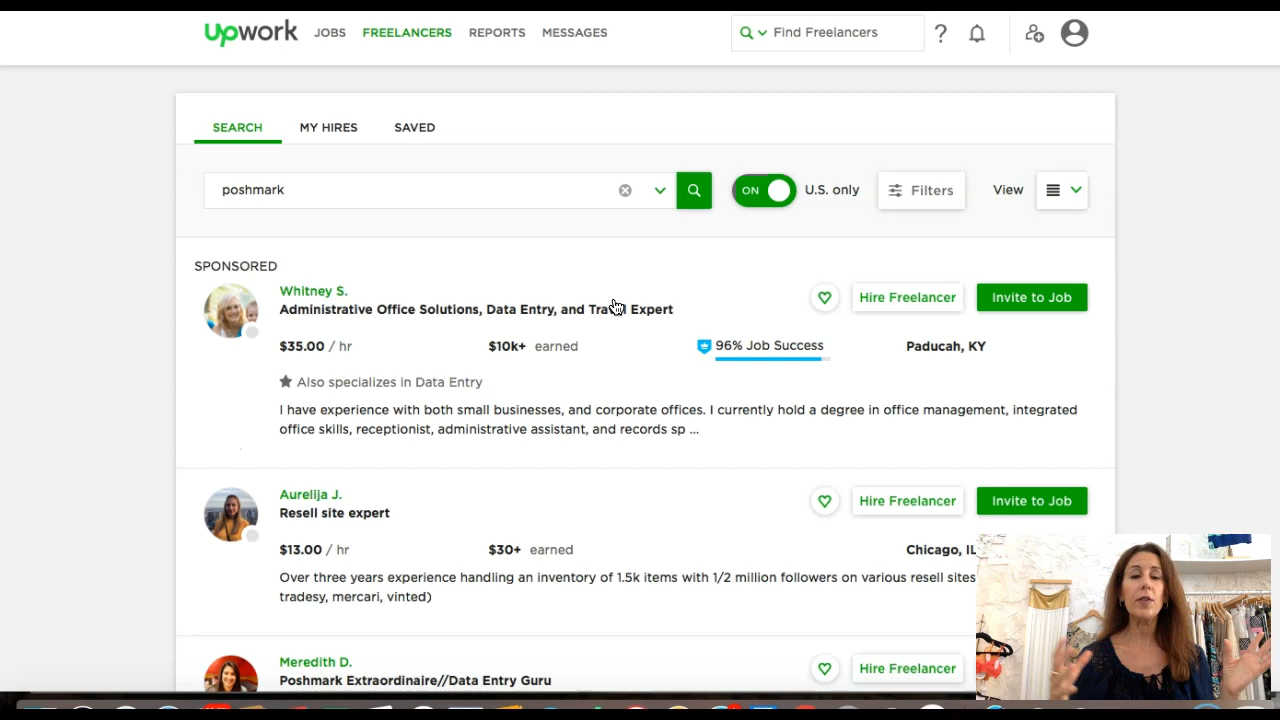 Upwork JOBS FREELANCERS REPORTS MESSAGES Find Freelancers ?
SEARCH MY HIRES SAVED
poshmark ON U.S. only Filters View
SPONSORED
Whitney S. Hire Freelancer Invite to Job
Administrative Office Solutions, Data Entry, and Travel Expert
$35.00 / hr $10k+ earned 96% Job Success Paducah, KY
Also specializes in Data Entry
I have experience with both small businesses, and corporate offices. I currently hold a degree in office management, integrated
office skills, receptionist, administrative assistant, and records sp ...
Aurelija J. Hire Freelancer Invite to Job
Resell site expert
$13.00 / hr $30+ earned Chicago, IL
Over three years experience handling an inventory of 1.5k items with 1/2 million followers on various resell sites
tradesy, mercari, vinted)
Meredith D. Hire Freelancer
Poshmark Extraordinaire//Data Entry Guru